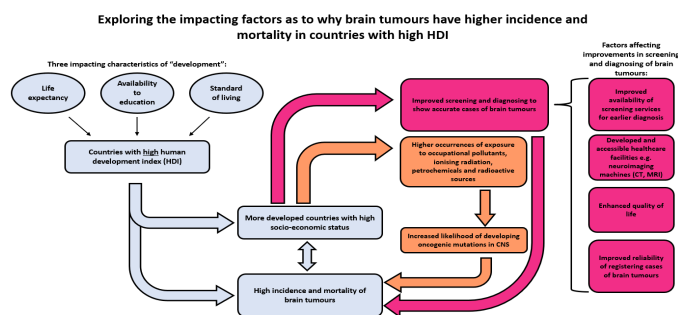 Exploring the impacting factors as to why brain tumours have higher incidence and
mortality in countries with high HDI
Three impacting characteristics of “development”:
Life
expectancy
Availability
to
education
Standard
of living
Countries with high human
development index (HDI)
More developed countries with high
socio-economic status
High incidence and mortality of
brain tumours
Improved screening and diagnosing to
show accurate cases of brain tumours
Higher occurrences of exposure
to occupational pollutants,
ionising radiation,
petrochemicals and radioactive
sources
Increased likelihood of developing
oncogenic mutations in CNS
Factors affecting
improvements in screening
and diagnosing of brain
tumours:
Improved
availability of
screening services
for earlier diagnosis
Developed and
accessible healthcare
facilities e.g.
neuroimaging
machines (CT, MRI)
Enhanced quality of
life
Improved reliability
of registering cases
of brain tumours